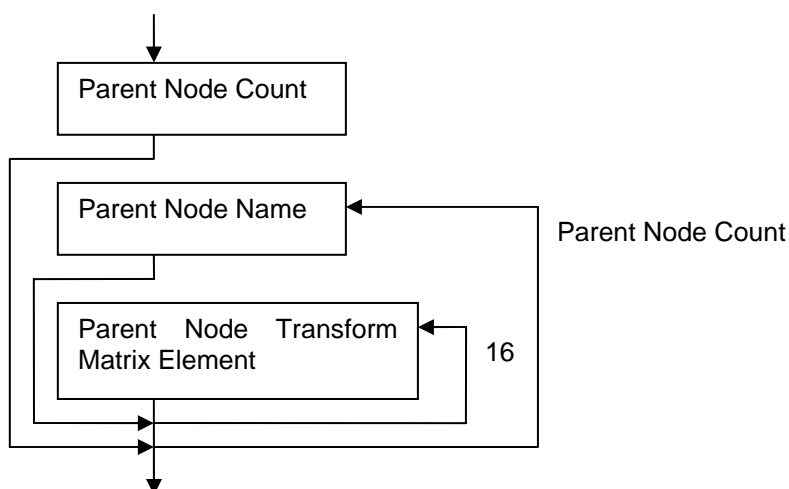 Parent Node Count
Parent Node Name
Parent Node Count
Parent Node Transform
Matrix Element
16